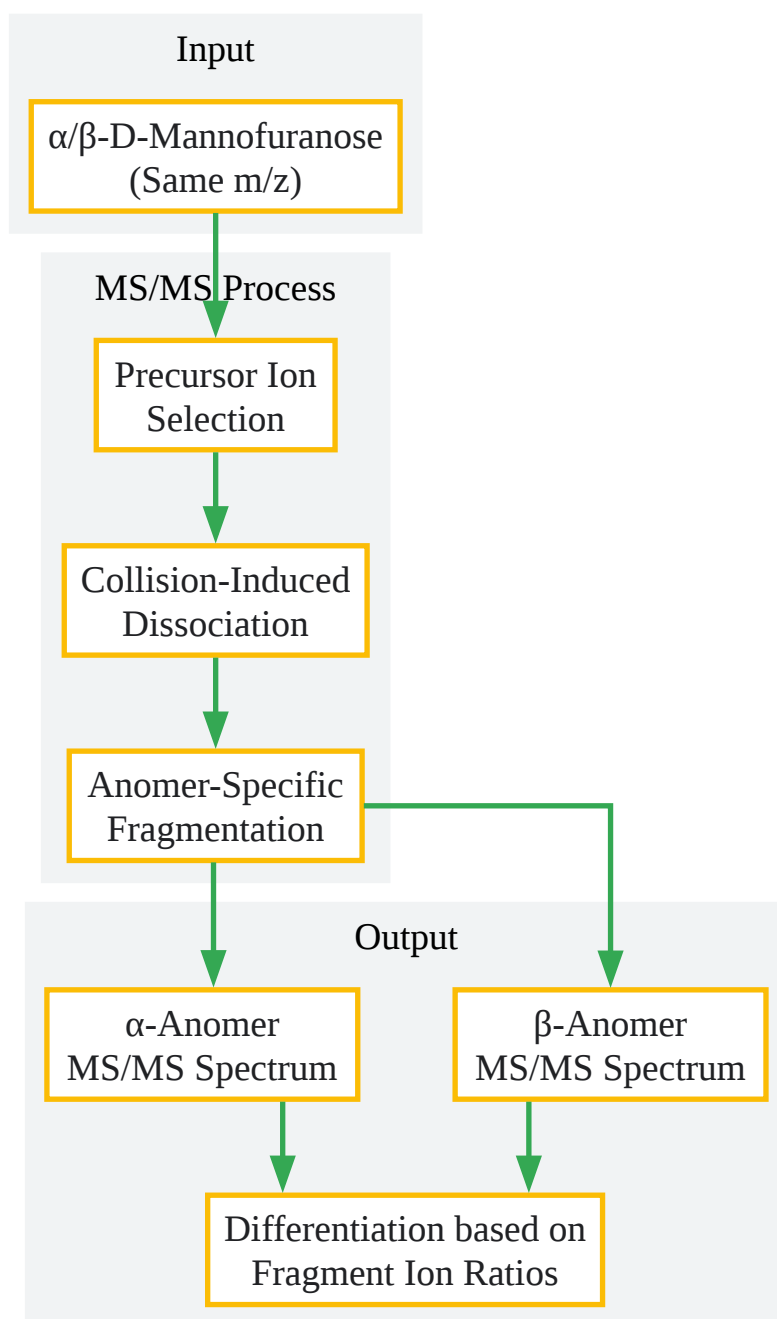 Input
α/β-D-Mannofuranose
(Same m/z)
MS/MS Process
Precursor Ion
Selection
Collision-Induced
Dissociation
Anomer-Specific
Fragmentation
Output
α-Anomer
MS/MS Spectrum
β-Anomer
MS/MS Spectrum
Differentiation based on
Fragment Ion Ratios